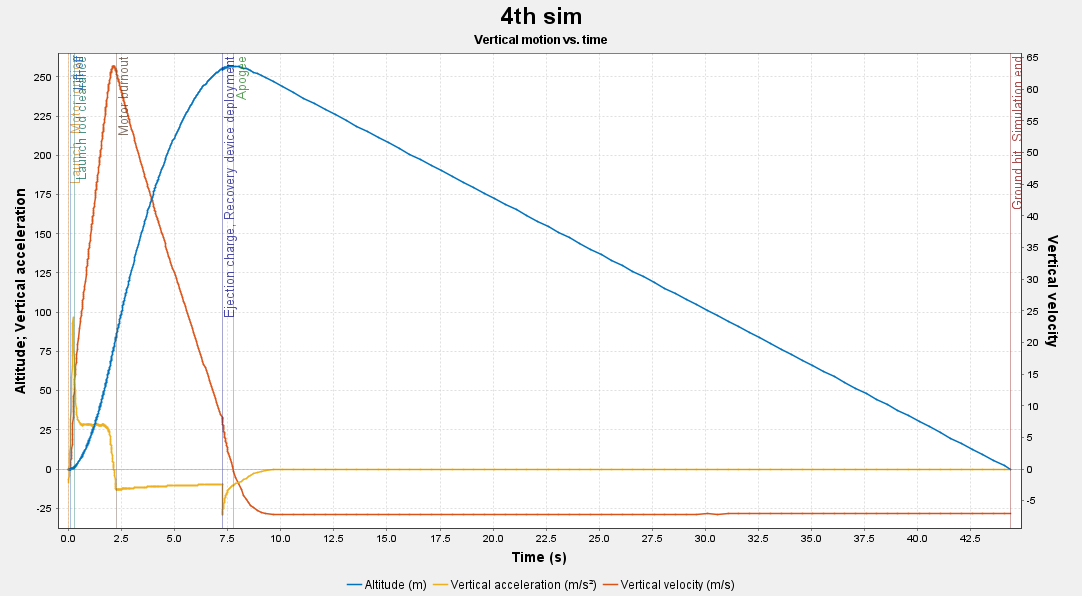 4th sim
Vertical motion vs. time
Altitude; Vertical acceleration
250
225
200
175
150
125
100
75
50
25
0
-25
65
60
55
50
45
40
35
30
25
20
15
10
5
0
-5
Vertical velocity
Launch rod clearance
Motor burnout
Ejection charge, Recovery device deployment
Apogee
Ground hit, Simulation end
0.0 2.5 5.0 7.5 10.0 12.5 15.0 17.5 20.0 22.5 25.0 27.5 30.0 32.5 35.0 37.5 40.0 42.5
Time (s)
Altitude (m) Vertical acceleration (m/s²) Vertical velocity (m/s)